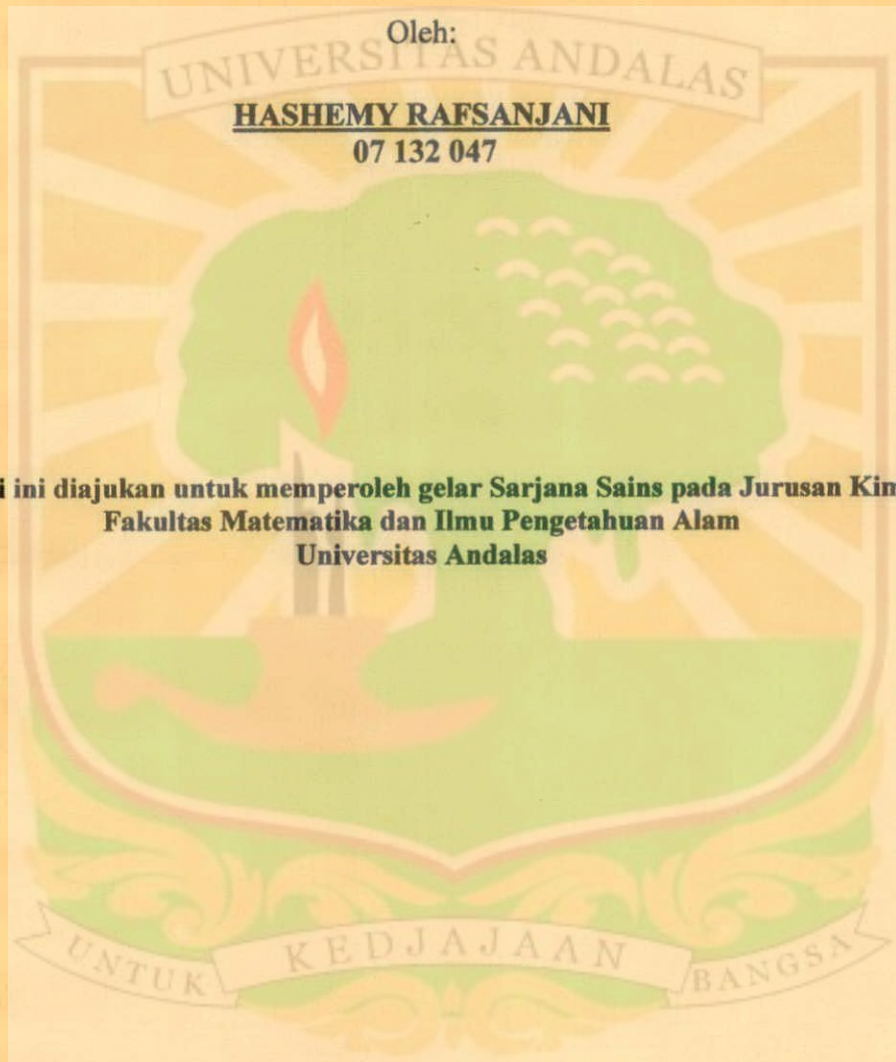 Oleh:
UNIVERSITAS ANDALAS
HASHEMY RAFSANJANI
07 132 047
i ini diajukan untuk memperoleh gelar Sarjana Sains pada Jurusan Kim
Fakultas Matematika dan Ilmu Pengetahuan Alam
Universitas Andalas
UNTUK KEDJAJAAN BANGSA